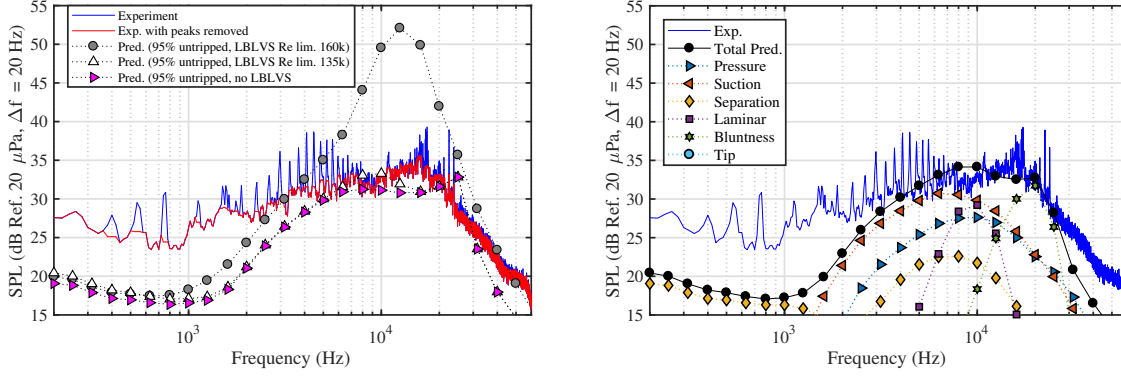 55
50
45
40
35
30
25
20
15
SPL (dB Ref. 20 μPa, Δf = 20 Hz)
Experiment
Exp. with peaks removed
Pred. (95% untripped, LBLVS Re lim. 160k)
Pred. (95% untripped, LBLVS Re lim. 135k)
Pred. (95% untripped, no LBLVS
10³
10⁴
Frequency (Hz)
55
50
45
40
35
30
25
20
15
SPL (dB Ref. 20 μPa, Δf = 20 Hz)
Exp.
Total Pred.
Pressure
Suction
Separation
Laminar
Bluntness
Tip
10³
10⁴
Frequency (Hz)